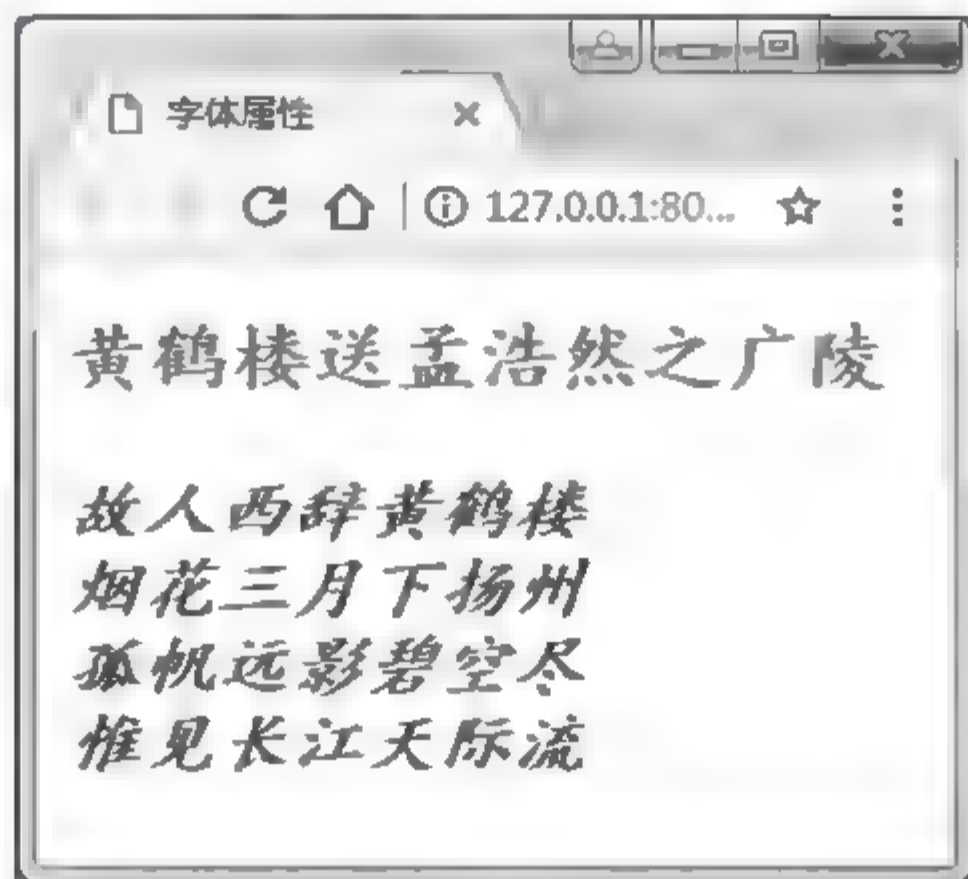 字体属性
127.0.0.1:80...
黄鹤楼送孟浩然之广陵
故人西辞黄鹤楼
烟花三月下扬州
孤帆远影碧空尽
惟见长江天际流